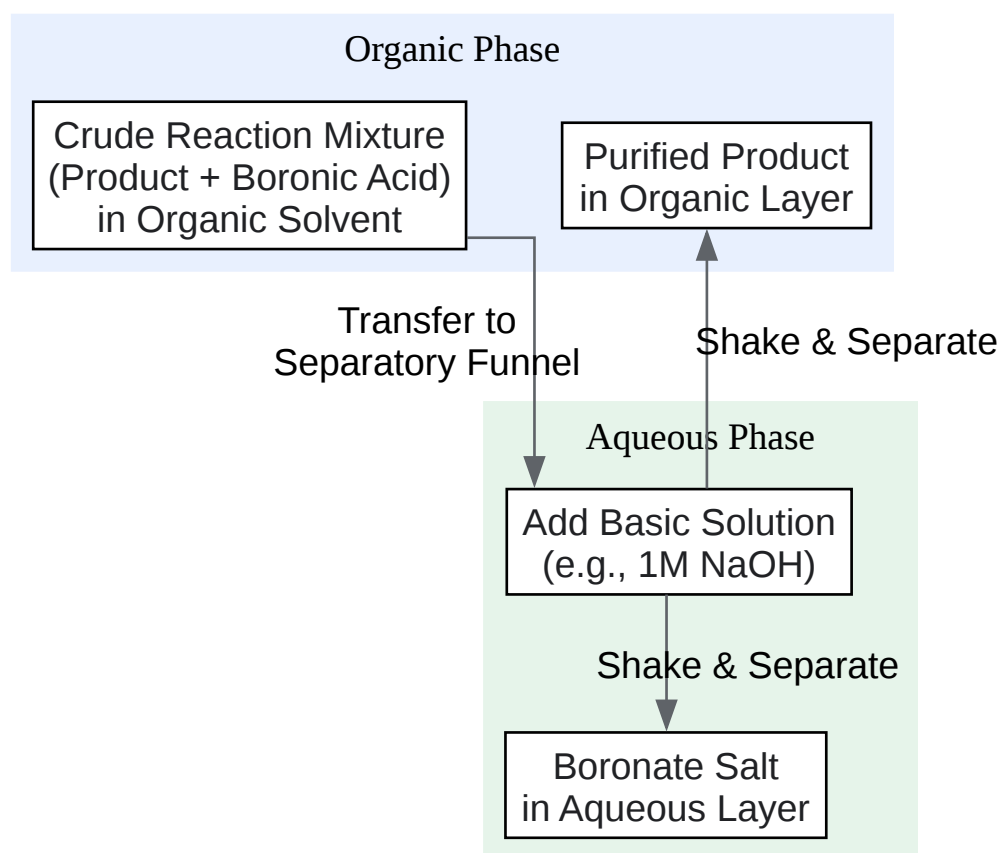 Organic Phase
Crude Reaction Mixture
(Product + Boronic Acid)
in Organic Solvent
Purified Product
in Organic Layer
Transfer to
Separatory Funnel
Shake & Separate
Aqueous Phase
Add Basic Solution
(e.g., 1M NaOH)
Shake & Separate
Boronate Salt
in Aqueous Layer